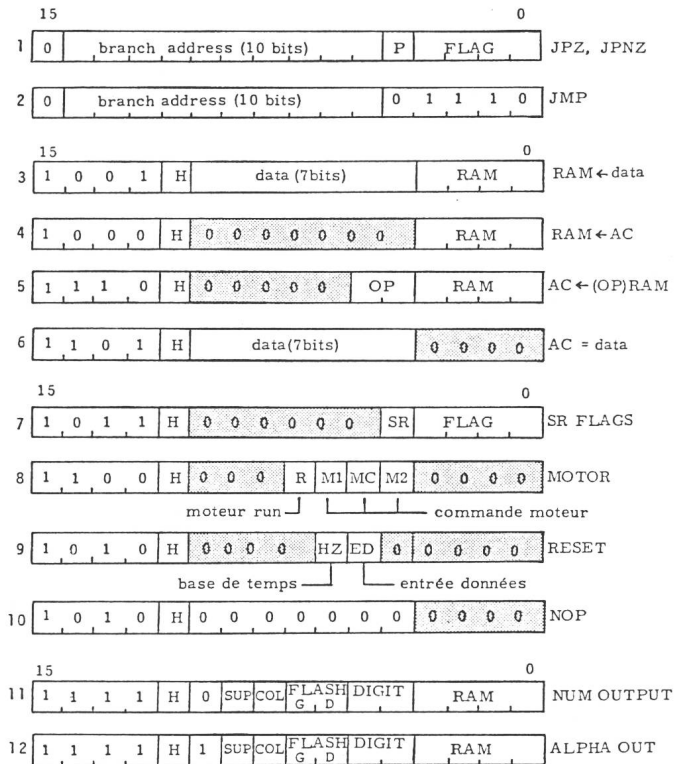 15 0
1 0 branch address (10 bits) P FLAG JPZ, JPNZ
2 0 branch address (10 bits) 0 1 1 1 0 JMP
15 0
3 1 0 0 1 H data (7bits) RAM RAM←data
4 1 0 0 0 H 0 0 0 0 0 0 0 RAM RAM←AC
5 1 1 1 0 H 0 0 0 0 0 OP RAM AC←(OP)RAM
6 1 1 0 1 H data(7bits) 0 0 0 0 AC = data
15 0
7 1 0 1 1 H 0 0 0 0 0 0 SR FLAG SR FLAGS
8 1 1 0 0 H 0 0 0 R M1 MC M2 0 0 0 0 MOTOR
moteur run commande moteur
9 1 0 1 0 H 0 0 0 0 HZ ED 0 0 0 0 0 RESET
base de temps entrée données
10 1 0 1 0 H 0 0 0 0 0 0 0 0 0 0 0 NOP
15 0
11 1 1 1 1 H 0 SUP COL FLASH DIGIT RAM NUM OUTPUT
G D
12 1 1 1 1 H 1 SUP COL FLASH DIGIT RAM ALPHA OUT
G D